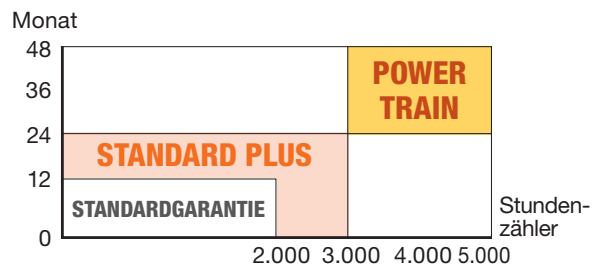 Monat
48
36
24
12
0
POWER
TRAIN
STANDARD PLUS
STANDARDGARANTIE
2.000 3.000 4.000 5.000
Stunden-
zähler